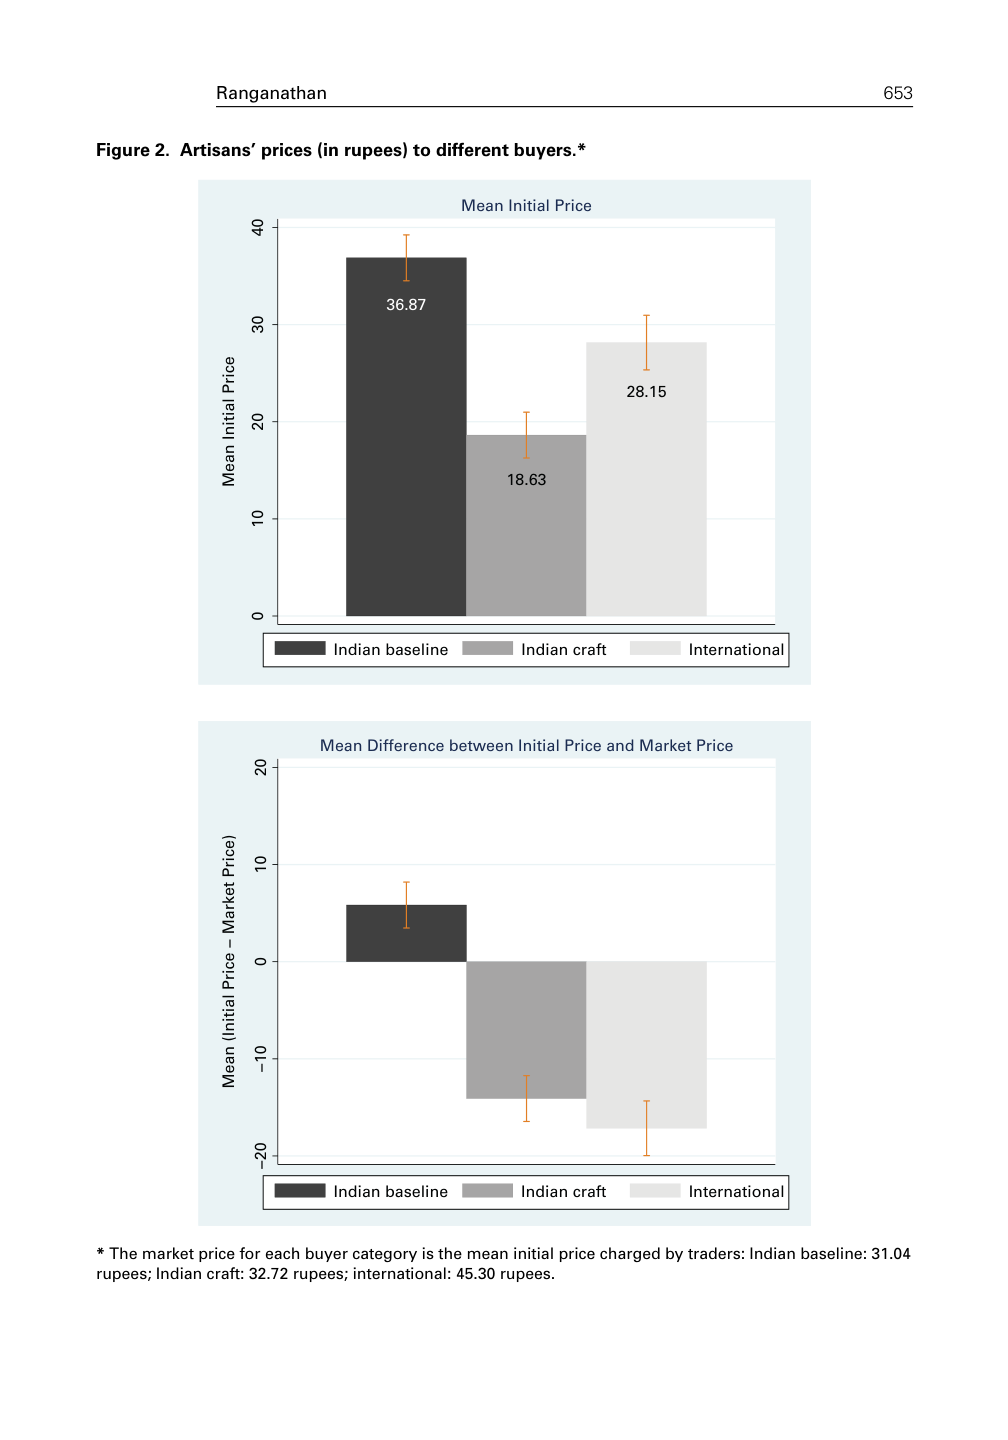 Ranganathan 653
Figure 2. Artisans’ prices (in rupees) to different buyers.*
Mean Initial Price
Mean Initial Price
40
30
20
10
0
36.87
18.63
28.15
Indian baseline Indian craft International
Mean Difference between Initial Price and Market Price
Mean (Initial Price – Market Price)
20
10
0
–10
–20
Indian baseline Indian craft International
* The market price for each buyer category is the mean initial price charged by traders: Indian baseline: 31.04
rupees; Indian craft: 32.72 rupees; international: 45.30 rupees.